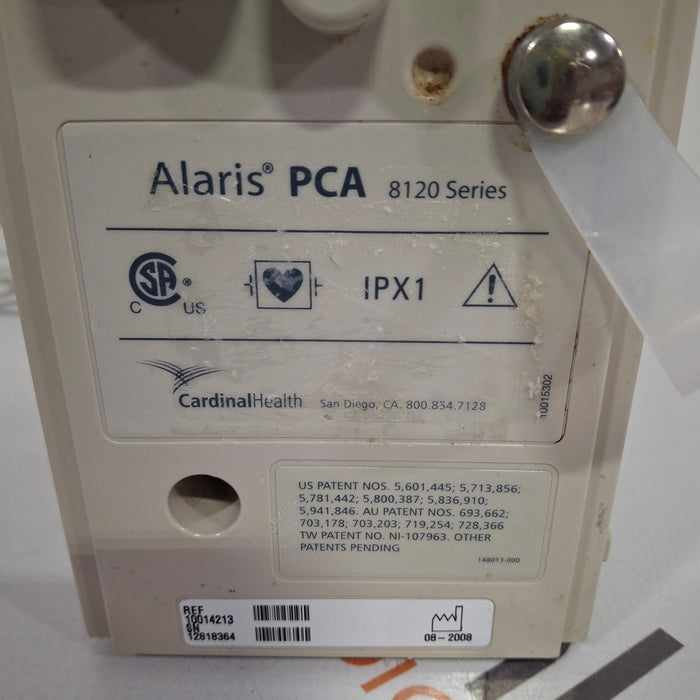 Alaris® PCA 8120 Series
CSA ®
C US
IPX1
CardinalHealth San Diego, CA. 800.854.7128
10015302
US PATENT NOS. 5,601,445; 5,713,856;
5,781,442; 5,800,387; 5,836,910;
5,941,846. AU PATENT NOS. 693,662;
703,178; 703,203; 719,254; 728,366
TW PATENT NO. NI-107963. OTHER
PATENTS PENDING
148013-000
REF
10014213
SN
12818364
08-2008